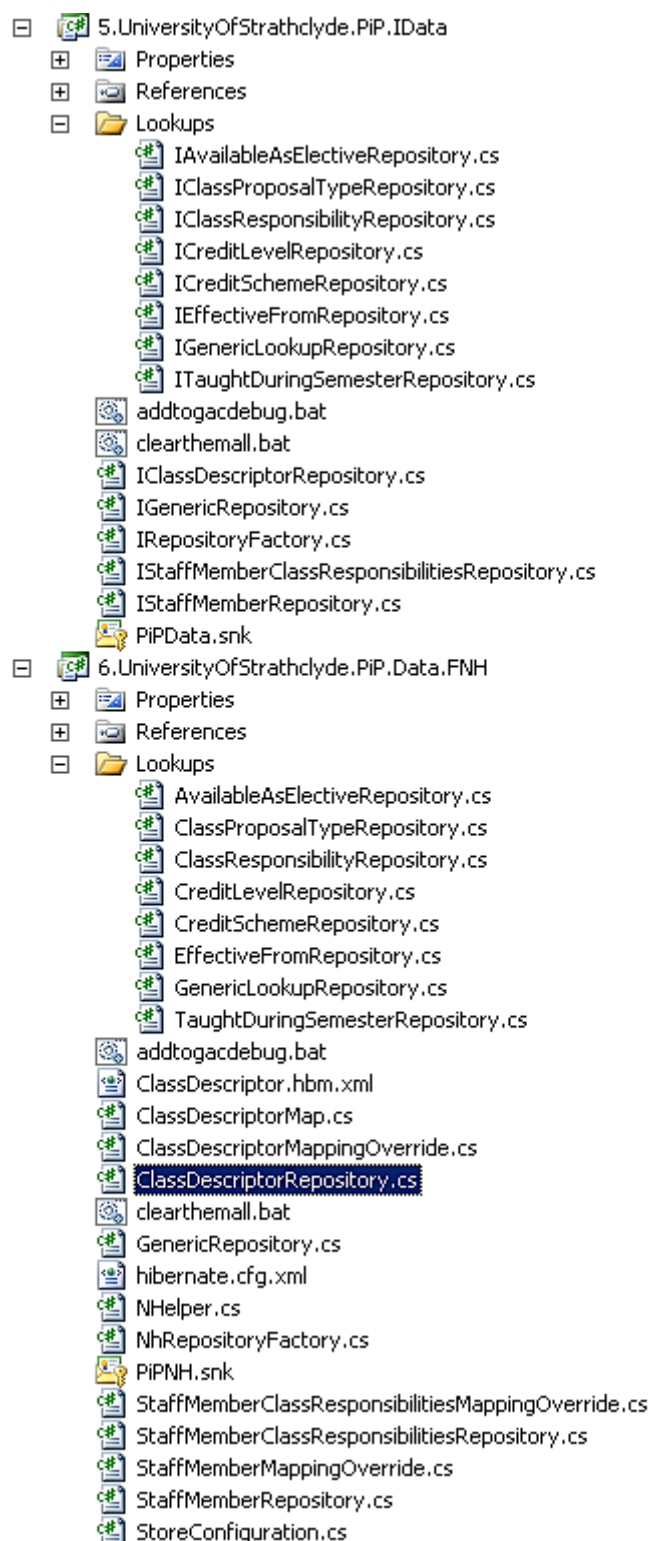 5.UniversityOfStrathclyde.PiP.IData
Properties
References
Lookups
IAvailableAsElectiveRepository.cs
IClassProposalTypeRepository.cs
IClassResponsibilityRepository.cs
ICreditLevelRepository.cs
ICreditSchemeRepository.cs
IEffectiveFromRepository.cs
IGenericLookupRepository.cs
ITaughtDuringSemesterRepository.cs
addtogacdebug.bat
clearthemall.bat
IClassDescriptorRepository.cs
IGenericRepository.cs
IRepositoryFactory.cs
IStaffMemberClassResponsibilitiesRepository.cs
IStaffMemberRepository.cs
PiPData.snk
6.UniversityOfStrathclyde.PiP.Data.FNH
Properties
References
Lookups
AvailableAsElectiveRepository.cs
ClassProposalTypeRepository.cs
ClassResponsibilityRepository.cs
CreditLevelRepository.cs
CreditSchemeRepository.cs
EffectiveFromRepository.cs
GenericLookupRepository.cs
TaughtDuringSemesterRepository.cs
addtogacdebug.bat
ClassDescriptor.hbm.xml
ClassDescriptorMap.cs
ClassDescriptorMappingOverride.cs
ClassDescriptorRepository.cs
clearthemall.bat
GenericRepository.cs
hibernate.cfg.xml
NHelper.cs
NhRepositoryFactory.cs
PiPNH.snk
StaffMemberClassResponsibilitiesMappingOverride.cs
StaffMemberClassResponsibilitiesRepository.cs
StaffMemberMappingOverride.cs
StaffMemberRepository.cs
StoreConfiguration.cs